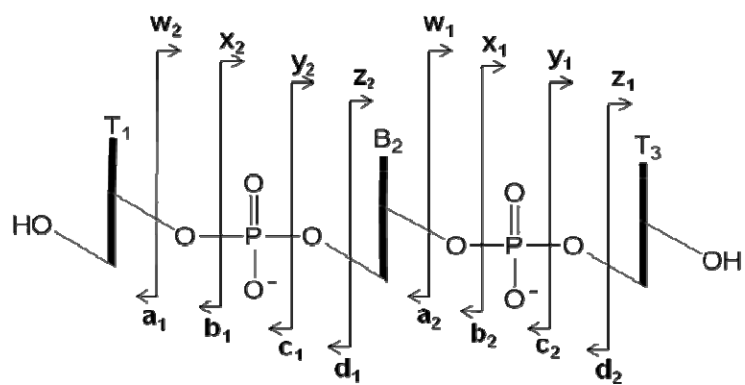 w₂ x₂ y₂ z₂ w₁ x₁ y₁ z₁
T₁ B₂ T₃
O O
HO O P O O P O OH
O⁻ O⁻
a₁ b₁ c₁ d₁ a₂ b₂ c₂ d₂